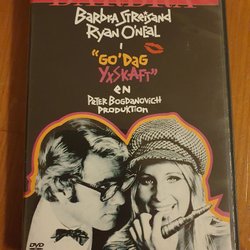 Barbra Streisand
Ryan O'Neal
i
"Go'Dag
YxSkAft"
en
Peter Bogdanovich
Produktion
DVD